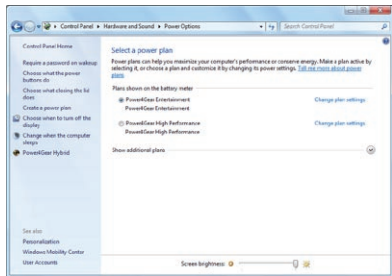 Control Panel ▸ Hardware and Sound ▸ Power Options
Search Control Panel
Control Panel Home
Require a password on wakeup
Choose what the power
buttons do
Choose what closing the lid
does
Create a power plan
Choose when to turn off the
display
Change when the computer
sleeps
Power4Gear Hybrid
Select a power plan
Power plans can help you maximize your computer's performance or conserve energy. Make a plan active by
selecting it, or choose a plan and customize it by changing its power settings. Tell me more about power
plans
Plans shown on the battery meter
Power4Gear Entertainment
Change plan settings
Power4Gear Entertainment
Power4Gear High Performance
Change plan settings
Power4Gear High Performance
Show additional plans
See also
Personalization
Windows Mobility Center
User Accounts
Screen brightness: